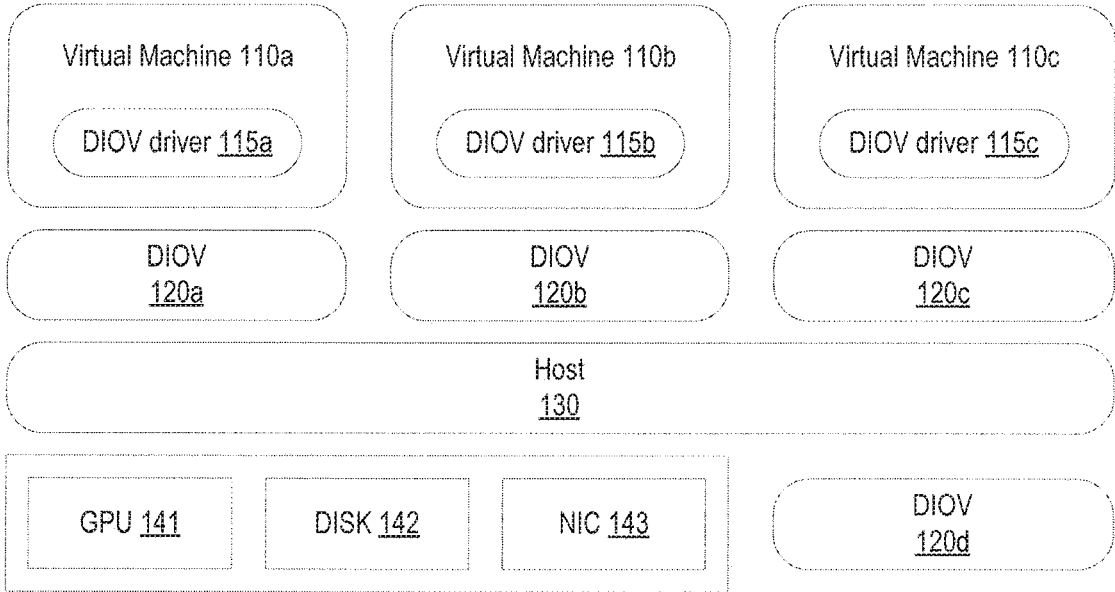 Virtual Machine 110a
DIOV driver 115a
Virtual Machine 110b
DIOV driver 115b
Virtual Machine 110c
DIOV driver 115c
DIOV
120a
DIOV
120b
DIOV
120c
Host
130
GPU 141
DISK 142
NIC 143
DIOV
120d